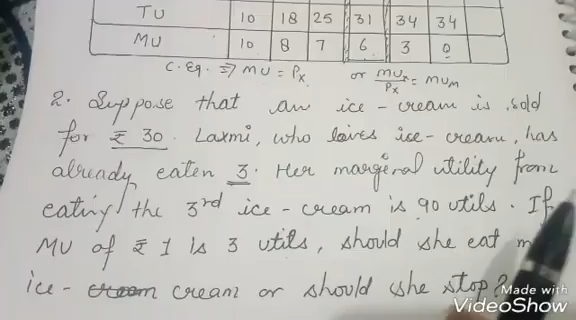 TU 10 18 25 31 34 34
MU 10 8 7 6 3 0
C. Eq. ⇒ MU = Px or MUx/Px = MUM
2. Suppose that an ice-cream is sold
for ₹ 30. Laxmi, who loves ice-cream, has
already eaten 3. Her marginal utility from
eating the 3rd ice-cream is 90 utils. If
MU of ₹ 1 is 3 utils, should she eat
ice- cream or should she stop?
Made with
VideoShow